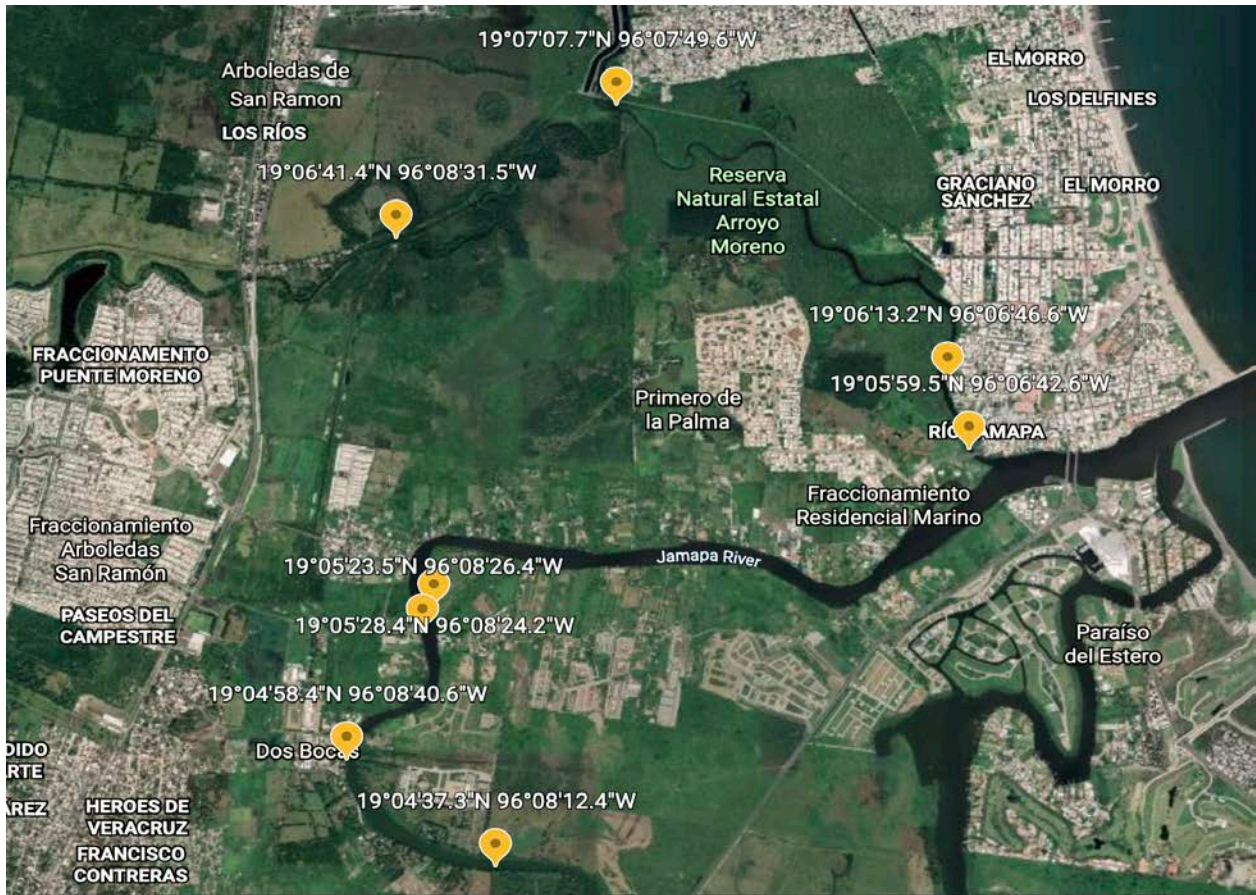 19°07'07.7"N 96°07'49.6"W
EL MORRO
Arboledas de
San Ramon
LOS DELFINES
LOS RÍOS
19°06'41.4"N 96°08'31.5"W
Reserva
Natural Estatal
Arroyo
Moreno
GRACIANO
SÁNCHEZ
EL MORRO
19°06'13.2"N 96°06'46.6"W
FRACCIONAMIENTO
PUENTE MORENO
19°05'59.5"N 96°06'42.6"W
Primero de
la Palma
Fraccionamiento
Residencial Marino
Fraccionamiento
Arboledas
San Ramón
Jamapa River
19°05'23.5"N 96°08'26.4"W
19°05'28.4"N 96°08'24.2"W
PASEOS DEL
CAMPESTRE
Paraíso
del Estero
19°04'58.4"N 96°08'40.6"W
Dos Bocas
19°04'37.3"N 96°08'12.4"W
HEROES DE
VERACRUZ
FRANCISCO
CONTRERAS